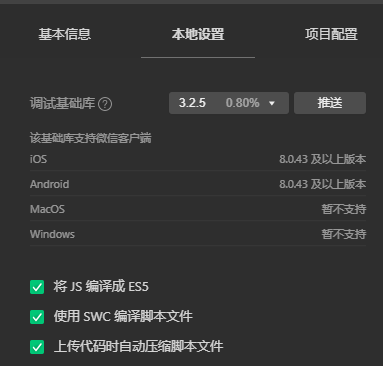 基本信息 本地设置 项目配置
调试基础库 ? 3.2.5 0.80% 推送
该基础库支持微信客户端
iOS 8.0.43 及以上版本
Android 8.0.43 及以上版本
MacOS 暂不支持
Windows 暂不支持
将 JS 编译成 ES5
使用 SWC 编译脚本文件
上传代码时自动压缩脚本文件